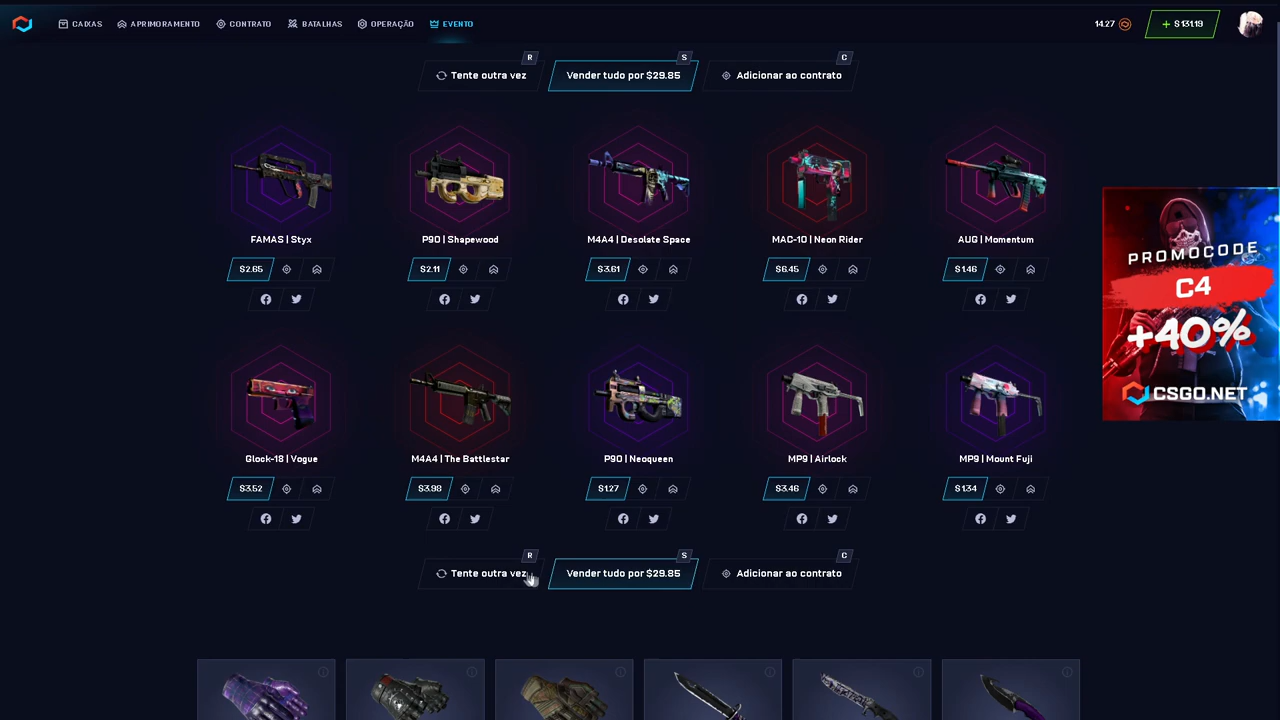 CAIXAS APRIMORAMENTO CONTRATO BATALHAS OPERAÇÃO EVENTO 14.27 + $ 131.19
R S C
Tente outra vez Vender tudo por $29.85 Adicionar ao contrato
FAMAS | Styx P90 | Shapewood M4A4 | Desolate Space MAC-10 | Neon Rider AUG | Momentum
$2.65 $2.11 $3.61 $6.45 $1.46
PROMOCODE
C4
+40%
CSGO.NET
Glock-18 | Vogue M4A4 | The Battlestar P90 | Neoqueen MP9 | Airlock MP9 | Mount Fuji
$3.52 $3.98 $1.27 $3.46 $1.34
R S C
Tente outra vez Vender tudo por $29.85 Adicionar ao contrato